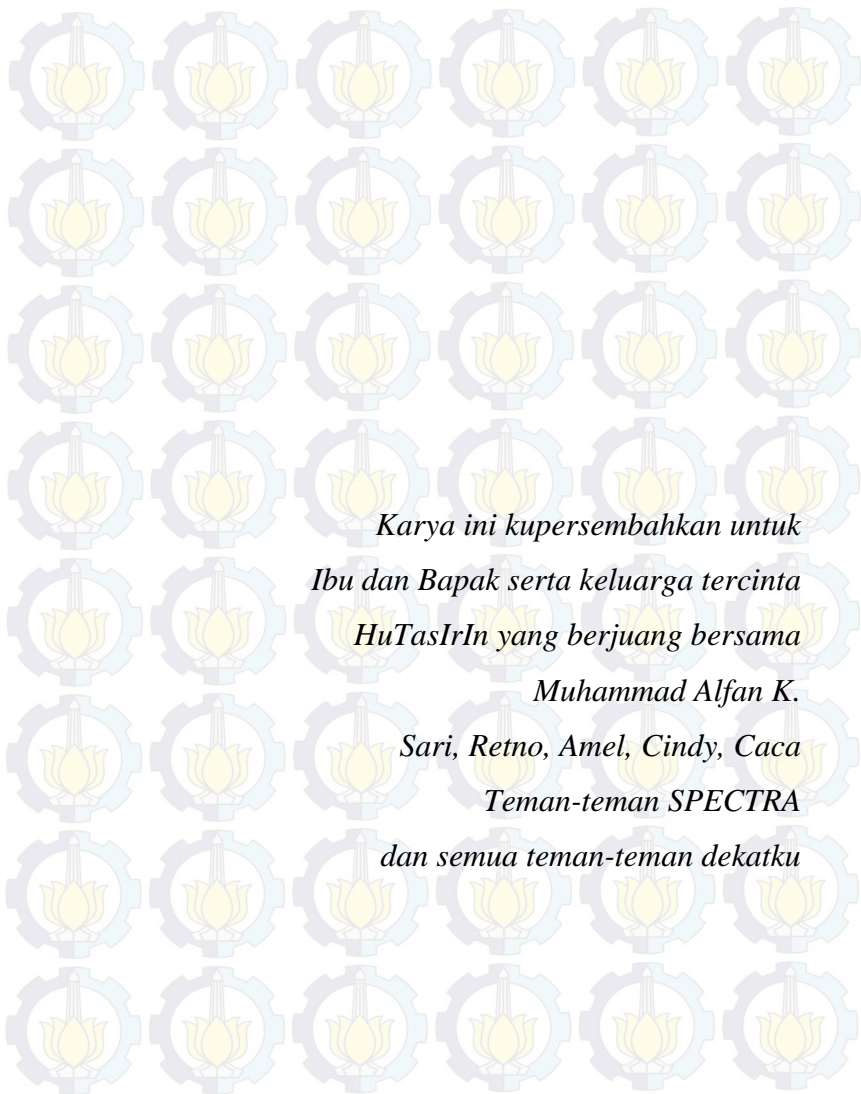 Karya ini kupersembahkan untuk
Ibu dan Bapak serta keluarga tercinta
HuTasIrIn yang berjuang bersama
Muhammad Alfan K.
Sari, Retno, Amel, Cindy, Caca
Teman-teman SPECTRA
dan semua teman-teman dekatku